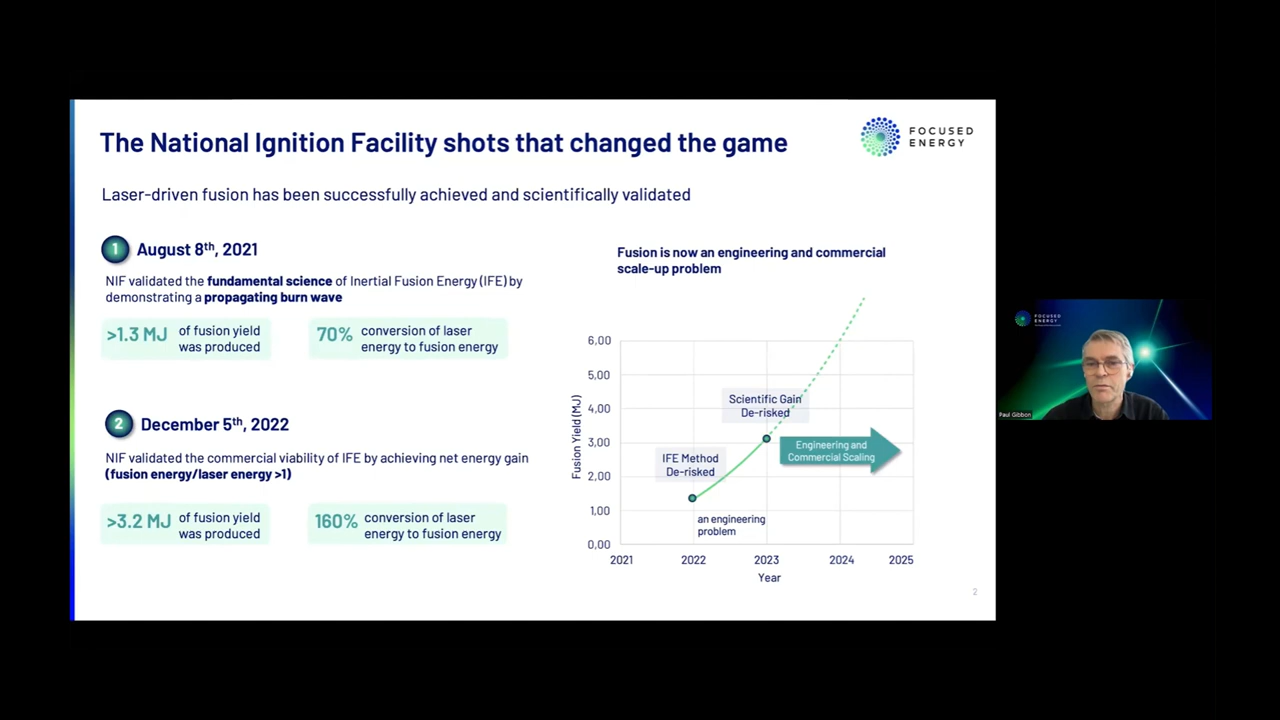 The National Ignition Facility shots that changed the game
FOCUSED
ENERGY
Laser-driven fusion has been successfully achieved and scientifically validated
1 August 8th, 2021
NIF validated the fundamental science of Inertial Fusion Energy (IFE) by
demonstrating a propagating burn wave
>1.3 MJ of fusion yield
was produced
70% conversion of laser
energy to fusion energy
2 December 5th, 2022
NIF validated the commercial viability of IFE by achieving net energy gain
(fusion energy/laser energy >1)
>3.2 MJ of fusion yield
was produced
160% conversion of laser
energy to fusion energy
Fusion is now an engineering and commercial
scale-up problem
6,00
5,00
4,00
3,00
2,00
1,00
0,00
Fusion Yield (MJ)
Scientific Gain
De-risked
IFE Method
De-risked
Engineering and
Commercial Scaling
an engineering
problem
2021 2022 2023 2024 2025
Year
2
FOCUSED
ENERGY
Paul Gibbon